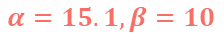 α = 15.1, β = 10